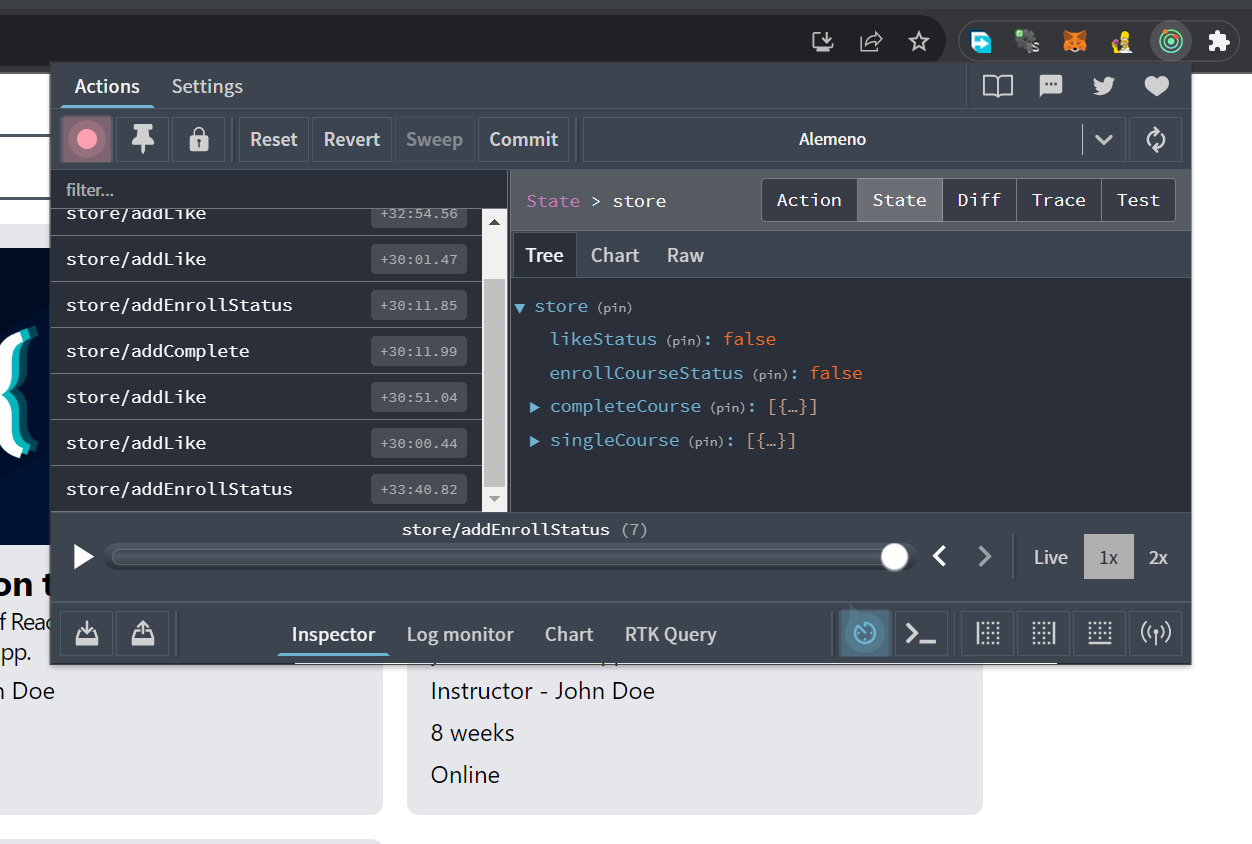 Actions Settings
Reset Revert Sweep Commit Alemeno
filter...
State > store Action State Diff Trace Test
Tree Chart Raw
store/addLike +32:54.56
store/addLike +30:01.47
store/addEnrollStatus +30:11.85
store/addComplete +30:11.99
store/addLike +30:51.04
store/addLike +30:00.44
store/addEnrollStatus +33:40.82
store (pin)
likeStatus (pin): false
enrollCourseStatus (pin): false
completeCourse (pin): [{…}]
singleCourse (pin): [{…}]
store/addEnrollStatus (7)
Live 1x 2x
Inspector Log monitor Chart RTK Query
on t
f Reac
pp.
n Doe
Instructor - John Doe
8 weeks
Online